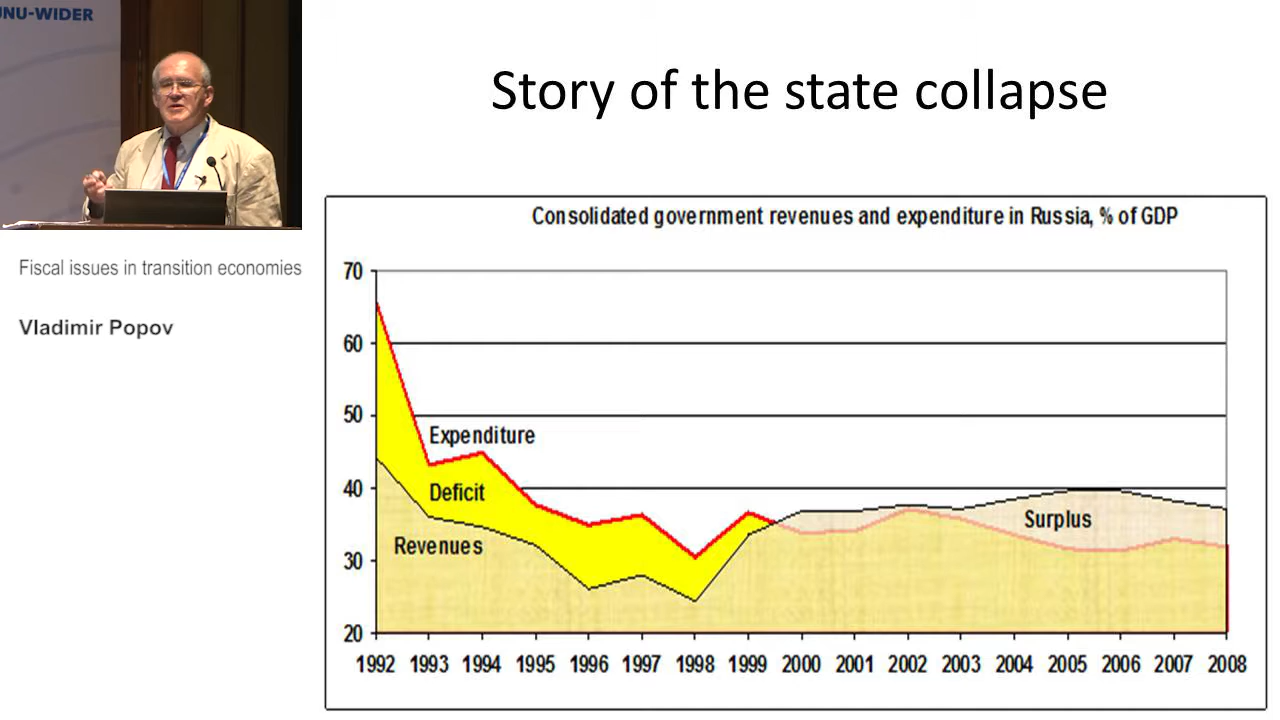 UNU-WIDER
Story of the state collapse
Fiscal issues in transition economies
Vladimir Popov
Consolidated government revenues and expenditure in Russia, % of GDP
70
60
50
40
30
20
Expenditure
Deficit
Revenues
Surplus
1992 1993 1994 1995 1996 1997 1998 1999 2000 2001 2002 2003 2004 2005 2006 2007 2008